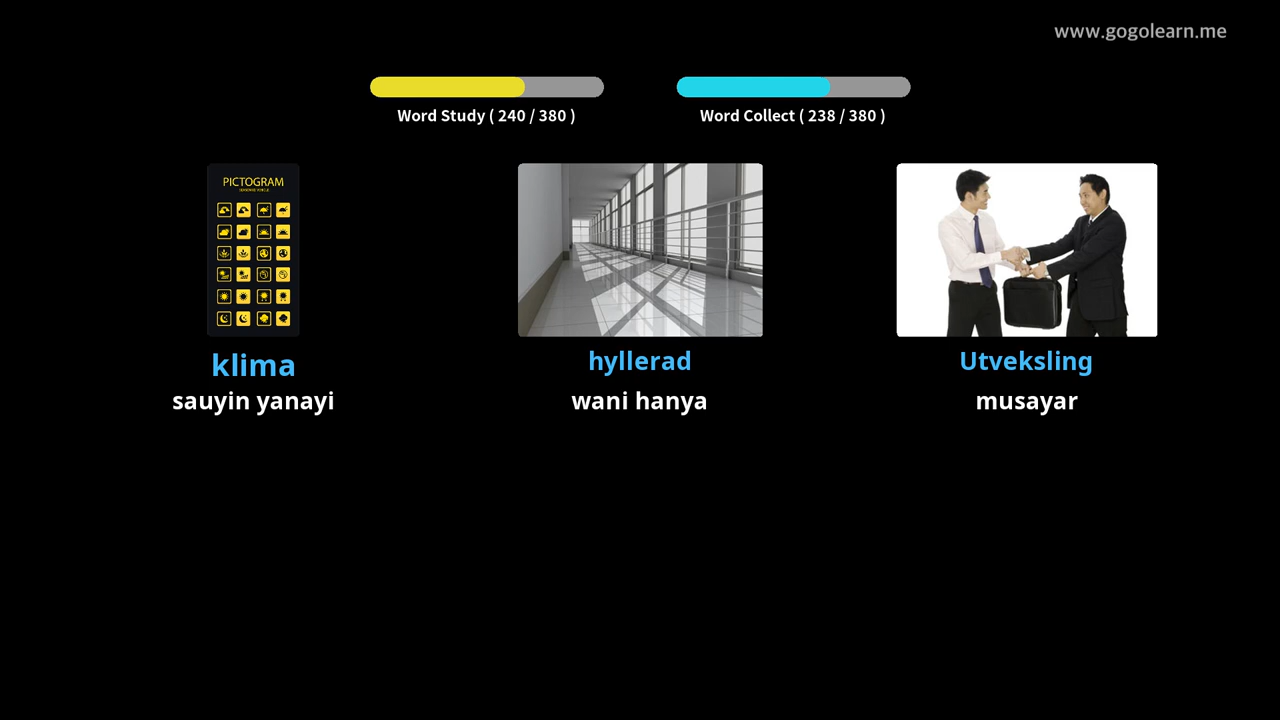 www.gogolearn.me
Word Study ( 240 / 380 )
Word Collect ( 238 / 380 )
PICTOGRAM
klima
hyllerad
Utveksling
sauyin yanayi
wani hanya
musayar